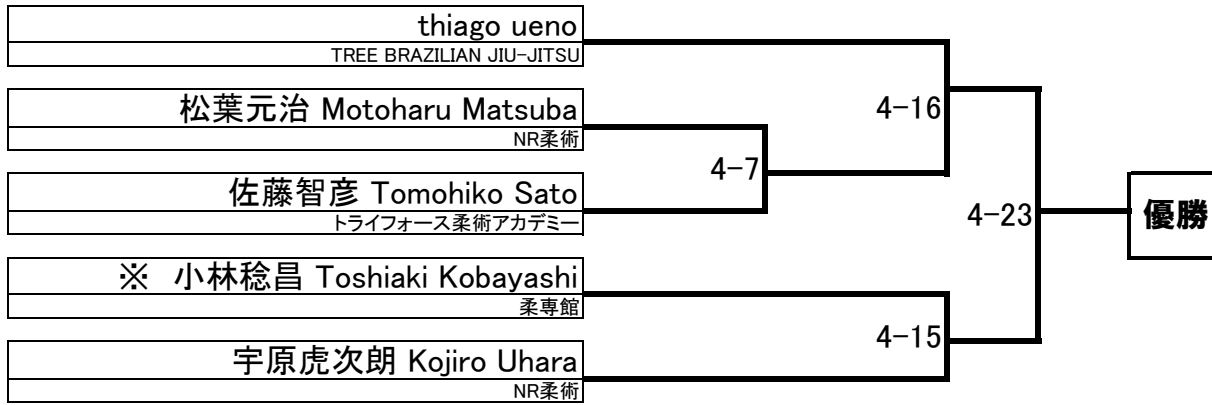 thiago ueno
TREE BRAZILIAN JIU-JITSU
松葉元治 Motoharu Matsuba
NR柔術
佐藤智彦 Tomohiko Sato
トライフォース柔術アカデミー
※ 小林稔昌 Toshiaki Kobayashi
柔専館
宇原虎次朗 Kojiro Uhara
NR柔術
4-16
4-7
4-23
優勝
4-15